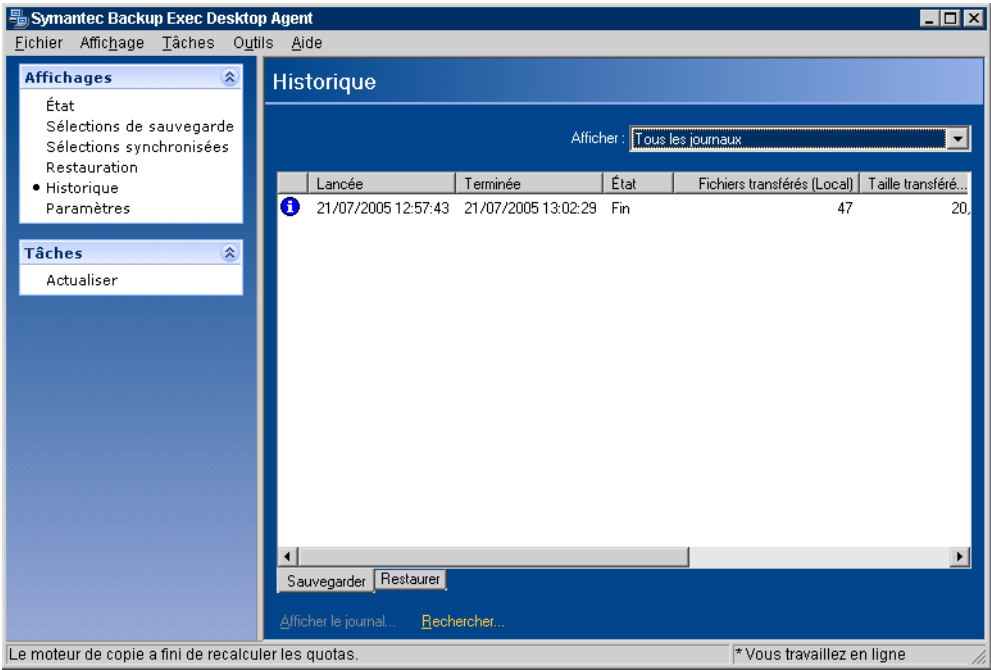 Symantec Backup Exec Desktop Agent
Fichier Affichage Tâches Outils Aide
Affichages
État
Sélections de sauvegarde
Sélections synchronisées
Restauration
Historique
Paramètres
Tâches
Actualiser
Historique
Afficher : Tous les journaux
Lancée Terminée État Fichiers transférés (Local) Taille transféré...
21/07/2005 12:57:43 21/07/2005 13:02:29 Fin 47 20,
Sauvegarder Restaurer
Afficher le journal... Rechercher...
Le moteur de copie a fini de recalculer les quotas. * Vous travaillez en ligne